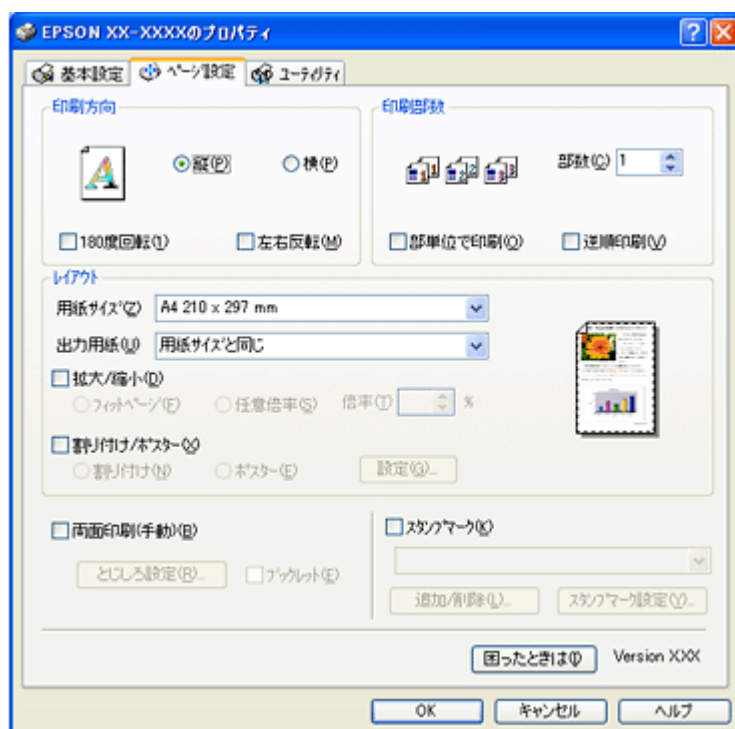 EPSON XX-XXXXのプロパティ
基本設定 ページ設定 ユーティリティ
印刷方向
縦(P) 横(P)
180度回転(1) 左右反転(M)
印刷部数
部数(C) 1
部単位で印刷(O) 逆順印刷(V)
レイアウト
用紙サイズ(Z) A4 210 x 297 mm
出力用紙(U) 用紙サイズと同じ
拡大/縮小(D)
フィットページ(F) 任意倍率(S) 倍率(T) %
割り付け/ポスター(X)
割り付け(N) ポスター(E) 設定(G)...
両面印刷(手動)(B)
とじしろ設定(R)... ブックレット(E)
スタンプマーク(K)
追加/削除(L)... スタンプマーク設定(Y)...
困ったときは(I) Version XXX
OK キャンセル ヘルプ